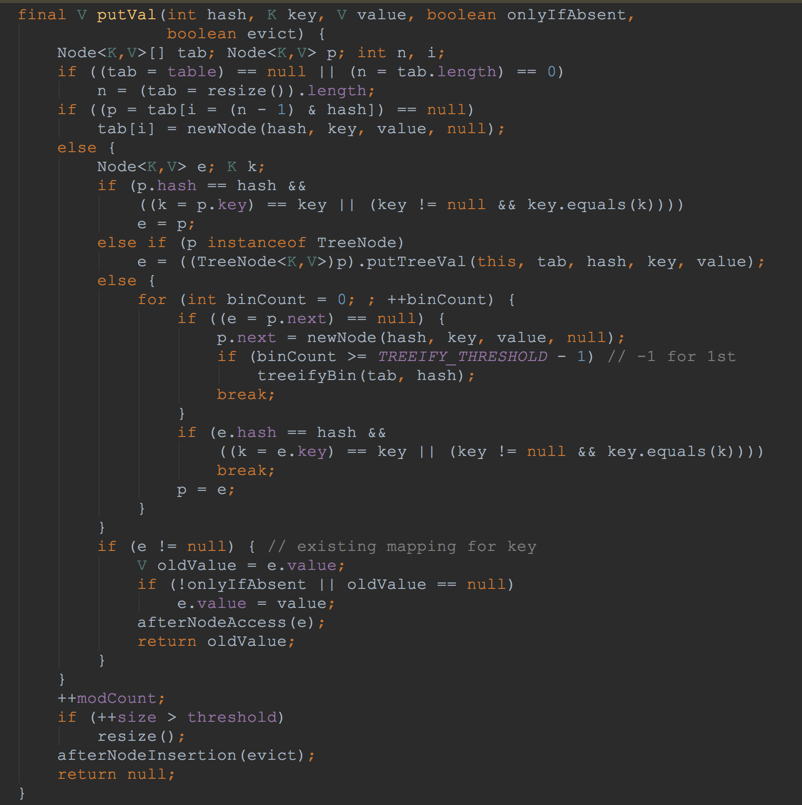 final V putVal(int hash, K key, V value, boolean onlyIfAbsent,
               boolean evict) {
    Node<K,V>[] tab; Node<K,V> p; int n, i;
    if ((tab = table) == null || (n = tab.length) == 0)
        n = (tab = resize()).length;
    if ((p = tab[i = (n - 1) & hash]) == null)
        tab[i] = newNode(hash, key, value, null);
    else {
        Node<K,V> e; K k;
        if (p.hash == hash &&
            ((k = p.key) == key || (key != null && key.equals(k))))
            e = p;
        else if (p instanceof TreeNode)
            e = ((TreeNode<K,V>)p).putTreeVal(this, tab, hash, key, value);
        else {
            for (int binCount = 0; ; ++binCount) {
                if ((e = p.next) == null) {
                    p.next = newNode(hash, key, value, null);
                    if (binCount >= TREEIFY_THRESHOLD - 1) // -1 for 1st
                        treeifyBin(tab, hash);
                    break;
                }
                if (e.hash == hash &&
                    ((k = e.key) == key || (key != null && key.equals(k))))
                    break;
                p = e;
            }
        }
        if (e != null) { // existing mapping for key
            V oldValue = e.value;
            if (!onlyIfAbsent || oldValue == null)
                e.value = value;
            afterNodeAccess(e);
            return oldValue;
        }
    }
    ++modCount;
    if (++size > threshold)
        resize();
    afterNodeInsertion(evict);
    return null;
}